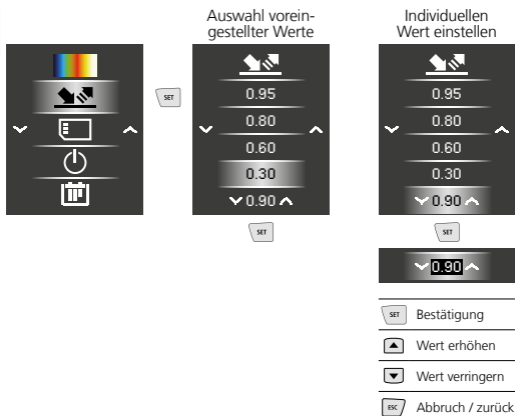 Auswahl vorein-
gestellter Werte
Individuellen
Wert einstellen
SET
0.95
0.80
0.60
0.30
0.90
SET
0.95
0.80
0.60
0.30
0.90
SET
0.90
SET Bestätigung
Wert erhöhen
Wert verringern
ESC Abbruch / zurück